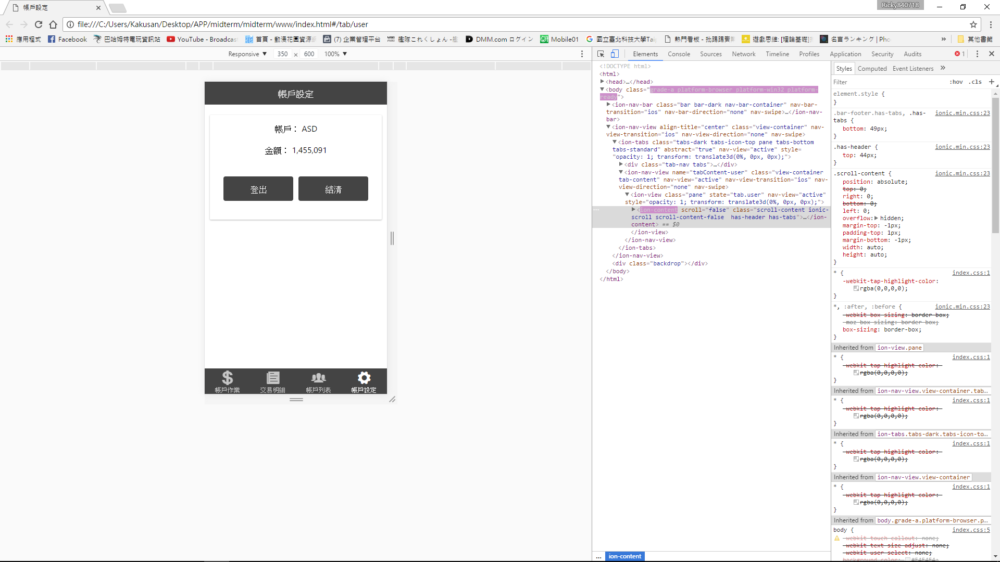 帳戶設定
Ricky840718
file:///C:/Users/Kakusan/Desktop/APP/midterm/midterm/www/index.html#/tab/user
應用程式 Facebook 巴哈姆特電玩資訊站 YouTube - Broadcas 首頁 - 動漫花園資源 (7) 企業管理平台 艦隊これくしょん -艦 DMM.com ログイン Mobile01 國立臺北科技大學Tai 熱門看板 - 批踢踢實 遊戲思維: [理論基礎] 名言ランキング | Pho » 其他書籤
Responsive ▼ 350 × 600 100% ▼
Elements Console Sources Network Timeline Profiles Application Security Audits 1
帳戶設定
帳戶： ASD
金額： 1,455,091
登出 結清
帳戶作業 交易明細 帳戶列表 帳戶設定
<!DOCTYPE html>
<html>
<head>…</head>
<body class="grade-a platform-browser platform-win32 platform-
ready">
<ion-nav-bar class="bar bar-dark nav-bar-container" nav-bar-
transition="ios" nav-bar-direction="none" nav-swipe>…</ion-nav-
bar>
<ion-nav-view align-title="center" class="view-container" nav-
view-transition="ios" nav-view-direction="none" nav-swipe>
<ion-tabs class="tabs-dark tabs-icon-top pane tabs-bottom
tabs-standard" abstract="true" nav-view="active" style=
"opacity: 1; transform: translate3d(0%, 0px, 0px);">
<div class="tab-nav tabs">…</div>
<ion-nav-view name="tabContent-user" class="view-container
tab-content" nav-view="active" nav-view-transition="ios" nav-
view-direction="none" nav-swipe>
<ion-view class="pane" state="tab.user" nav-view="active"
style="opacity: 1; transform: translate3d(0%, 0px, 0px);">
<ion-content scroll="false" class="scroll-content ionic-
scroll scroll-content-false  has-header has-tabs">…</ion-
content> == $0
</ion-view>
</ion-nav-view>
</ion-tabs>
</ion-nav-view>
<div class="backdrop"></div>
</body>
</html>
... ion-content
Styles Computed Event Listeners »
Filter :hov .cls +
element.style {
}
.bar-footer.has-tabs, .has- ionic.min.css:23
tabs {
bottom: 49px;
}
.has-header { ionic.min.css:23
top: 44px;
}
.scroll-content { ionic.min.css:23
position: absolute;
top: 0;
right: 0;
bottom: 0;
left: 0;
overflow: hidden;
margin-top: -1px;
padding-top: 1px;
margin-bottom: -1px;
width: auto;
height: auto;
}
* { index.css:1
-webkit-tap-highlight-color:
rgba(0,0,0,0);
}
*, :after, :before { ionic.min.css:23
-webkit-box-sizing: border-box;
-moz-box-sizing: border-box;
box-sizing: border-box;
}
Inherited from ion-view.pane
* { index.css:1
-webkit-tap-highlight-color:
rgba(0,0,0,0);
}
Inherited from ion-nav-view.view-container.tab…
* { index.css:1
-webkit-tap-highlight-color:
rgba(0,0,0,0);
}
Inherited from ion-tabs.tabs-dark.tabs-icon-to…
* { index.css:1
-webkit-tap-highlight-color:
rgba(0,0,0,0);
}
Inherited from ion-nav-view.view-container
* { index.css:1
-webkit-tap-highlight-color:
rgba(0,0,0,0);
}
Inherited from body.grade-a.platform-browser.p…
body { index.css:5
-webkit-touch-callout: none;
-webkit-text-size-adjust: none;
-webkit-user-select: none;
background-color: #E4E4E4;